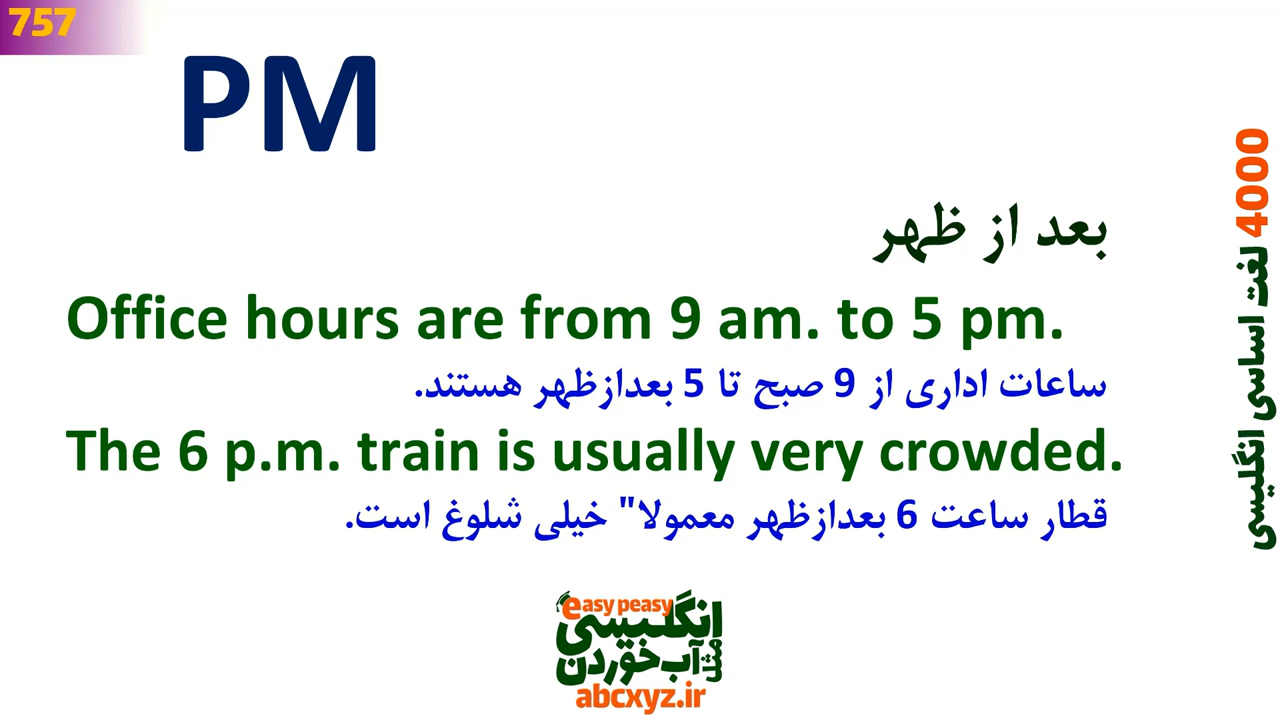 757
PM
بعد از ظهر
Office hours are from 9 am. to 5 pm.
ساعات اداری از 9 صبح تا 5 بعدازظهر هستند.
The 6 p.m. train is usually very crowded.
قطار ساعت 6 بعدازظهر معمولا" خیلی شلوغ است.
4000 لغت اساسی انگلیسی
easy peasy
انگلیسی
مثل آب خوردن
abcxyz.ir